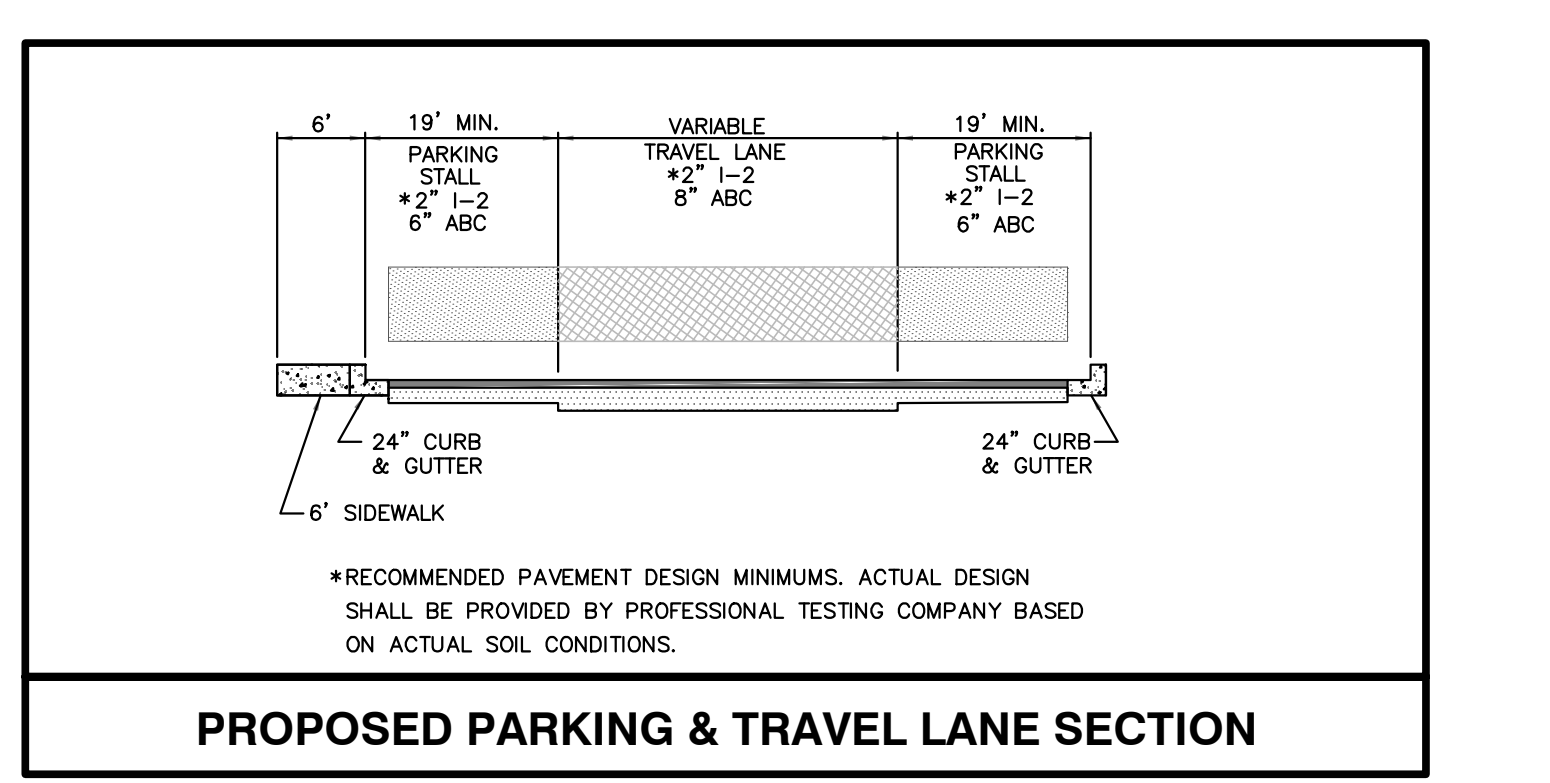 6'
19' MIN.
PARKING
STALL
*2" I-2
6" ABC
VARIABLE
TRAVEL LANE
*2" I-2
8" ABC
19' MIN.
PARKING
STALL
*2" I-2
6" ABC
24" CURB
& GUTTER
24" CURB
& GUTTER
6' SIDEWALK
*RECOMMENDED PAVEMENT DESIGN MINIMUMS. ACTUAL DESIGN
SHALL BE PROVIDED BY PROFESSIONAL TESTING COMPANY BASED
ON ACTUAL SOIL CONDITIONS.
PROPOSED PARKING & TRAVEL LANE SECTION